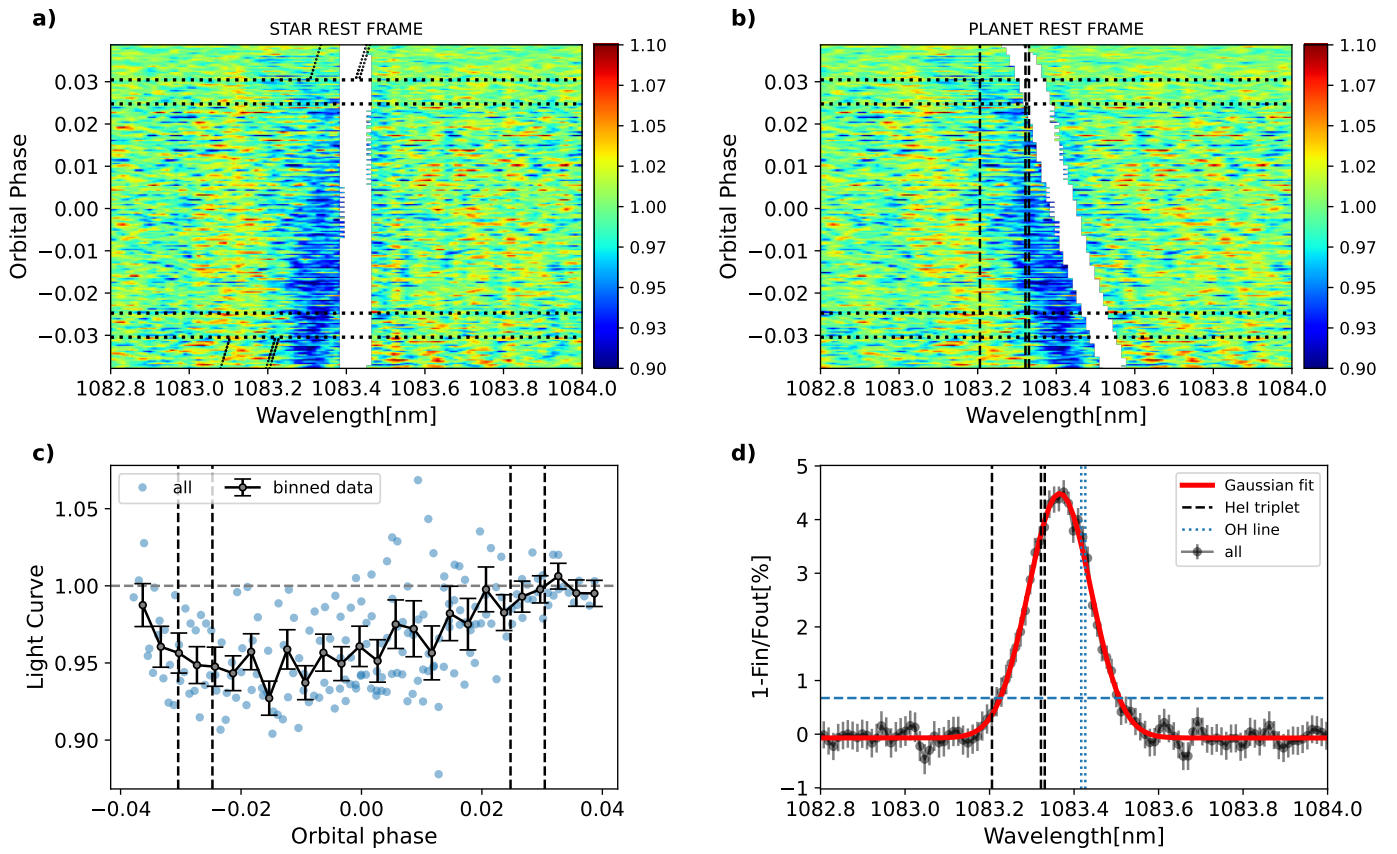 a)
STAR REST FRAME
Orbital Phase
0.03
0.02
0.01
0.00
−0.01
−0.02
−0.03
1082.8 1083.0 1083.2 1083.4 1083.6 1083.8 1084.0
Wavelength[nm]
1.10
1.07
1.05
1.02
1.00
0.97
0.95
0.93
0.90
b)
PLANET REST FRAME
Orbital Phase
0.03
0.02
0.01
0.00
−0.01
−0.02
−0.03
1082.8 1083.0 1083.2 1083.4 1083.6 1083.8 1084.0
Wavelength[nm]
1.10
1.07
1.05
1.02
1.00
0.97
0.95
0.93
0.90
c)
all binned data
Light Curve
1.05
1.00
0.95
0.90
−0.04 −0.02 0.00 0.02 0.04
Orbital phase
d)
Gaussian fit
HeI triplet
OH line
all
1-Fin/Fout[%]
5
4
3
2
1
0
−1
1082.8 1083.0 1083.2 1083.4 1083.6 1083.8 1084.0
Wavelength[nm]